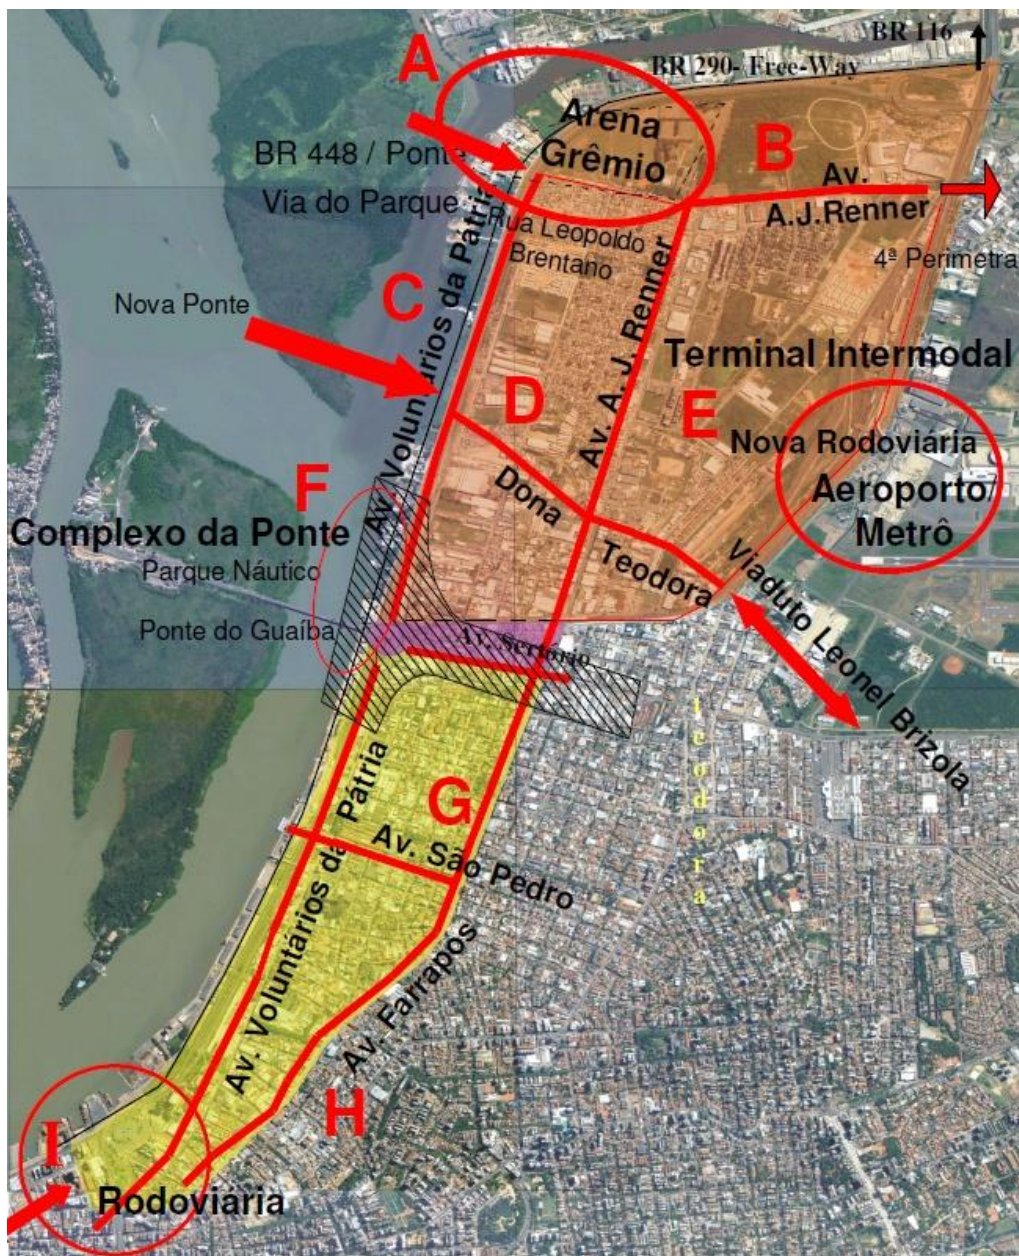 BR 116
A
BR 290- Free-Way
Arena
Grêmio
B
BR 448 / Ponte
Via do Parque
Av.
A.J.Renner
Rua Leopoldo
Brentano
4ª Perimetra
C
Nova Ponte
Av. Voluntários da Pátria
Av. A. J. Renner
Terminal Intermodal
D
E
Nova Rodoviária
Aeroporto/
Metrô
F
Dona
Teodora
Complexo da Ponte
Parque Náutico
Ponte do Guaíba
Av. Sertório
Viaduto Leonel Brizola
Teodora
G
Av. São Pedro
Av. Voluntários da Pátria
Av. Farrapos
H
I
Rodoviária